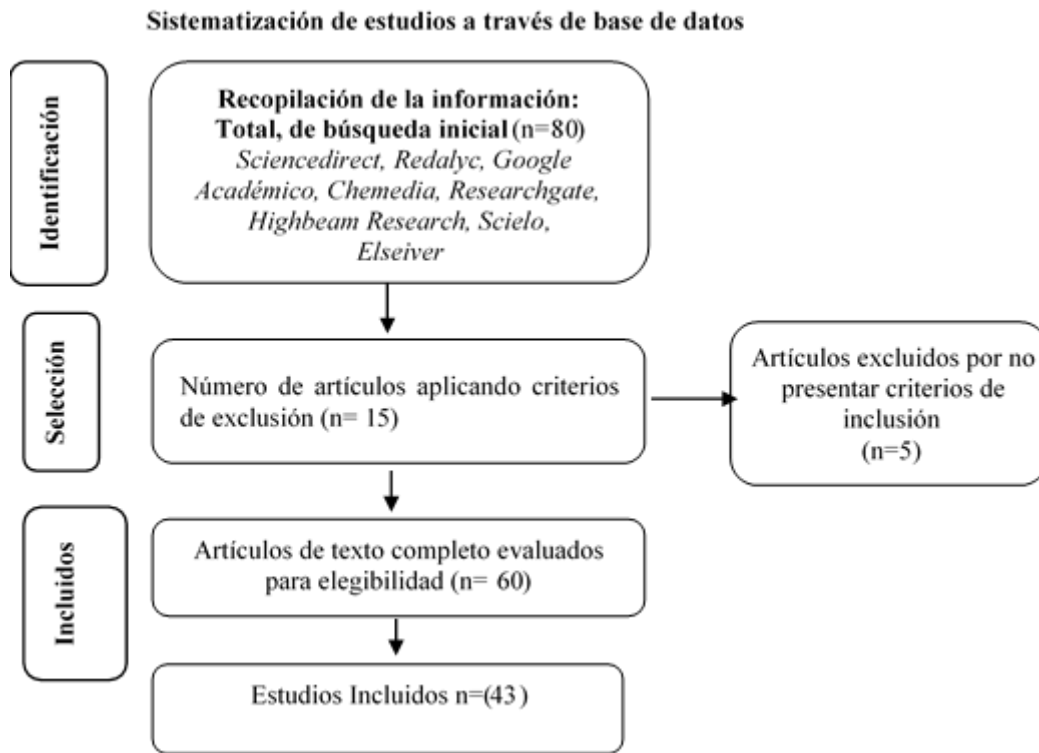 Sistematización de estudios a través de base de datos
Identificación
Recopilación de la información:
Total, de búsqueda inicial (n=80)
Sciencedirect, Redalyc, Google
Académico, Chemedia, Researchgate,
Highbeam Research, Scielo,
Elseiver
Selección
Número de artículos aplicando criterios
de exclusión (n= 15)
Artículos excluidos por no
presentar criterios de
inclusión
(n=5)
Incluidos
Artículos de texto completo evaluados
para elegibilidad (n= 60)
Estudios Incluidos n=(43)